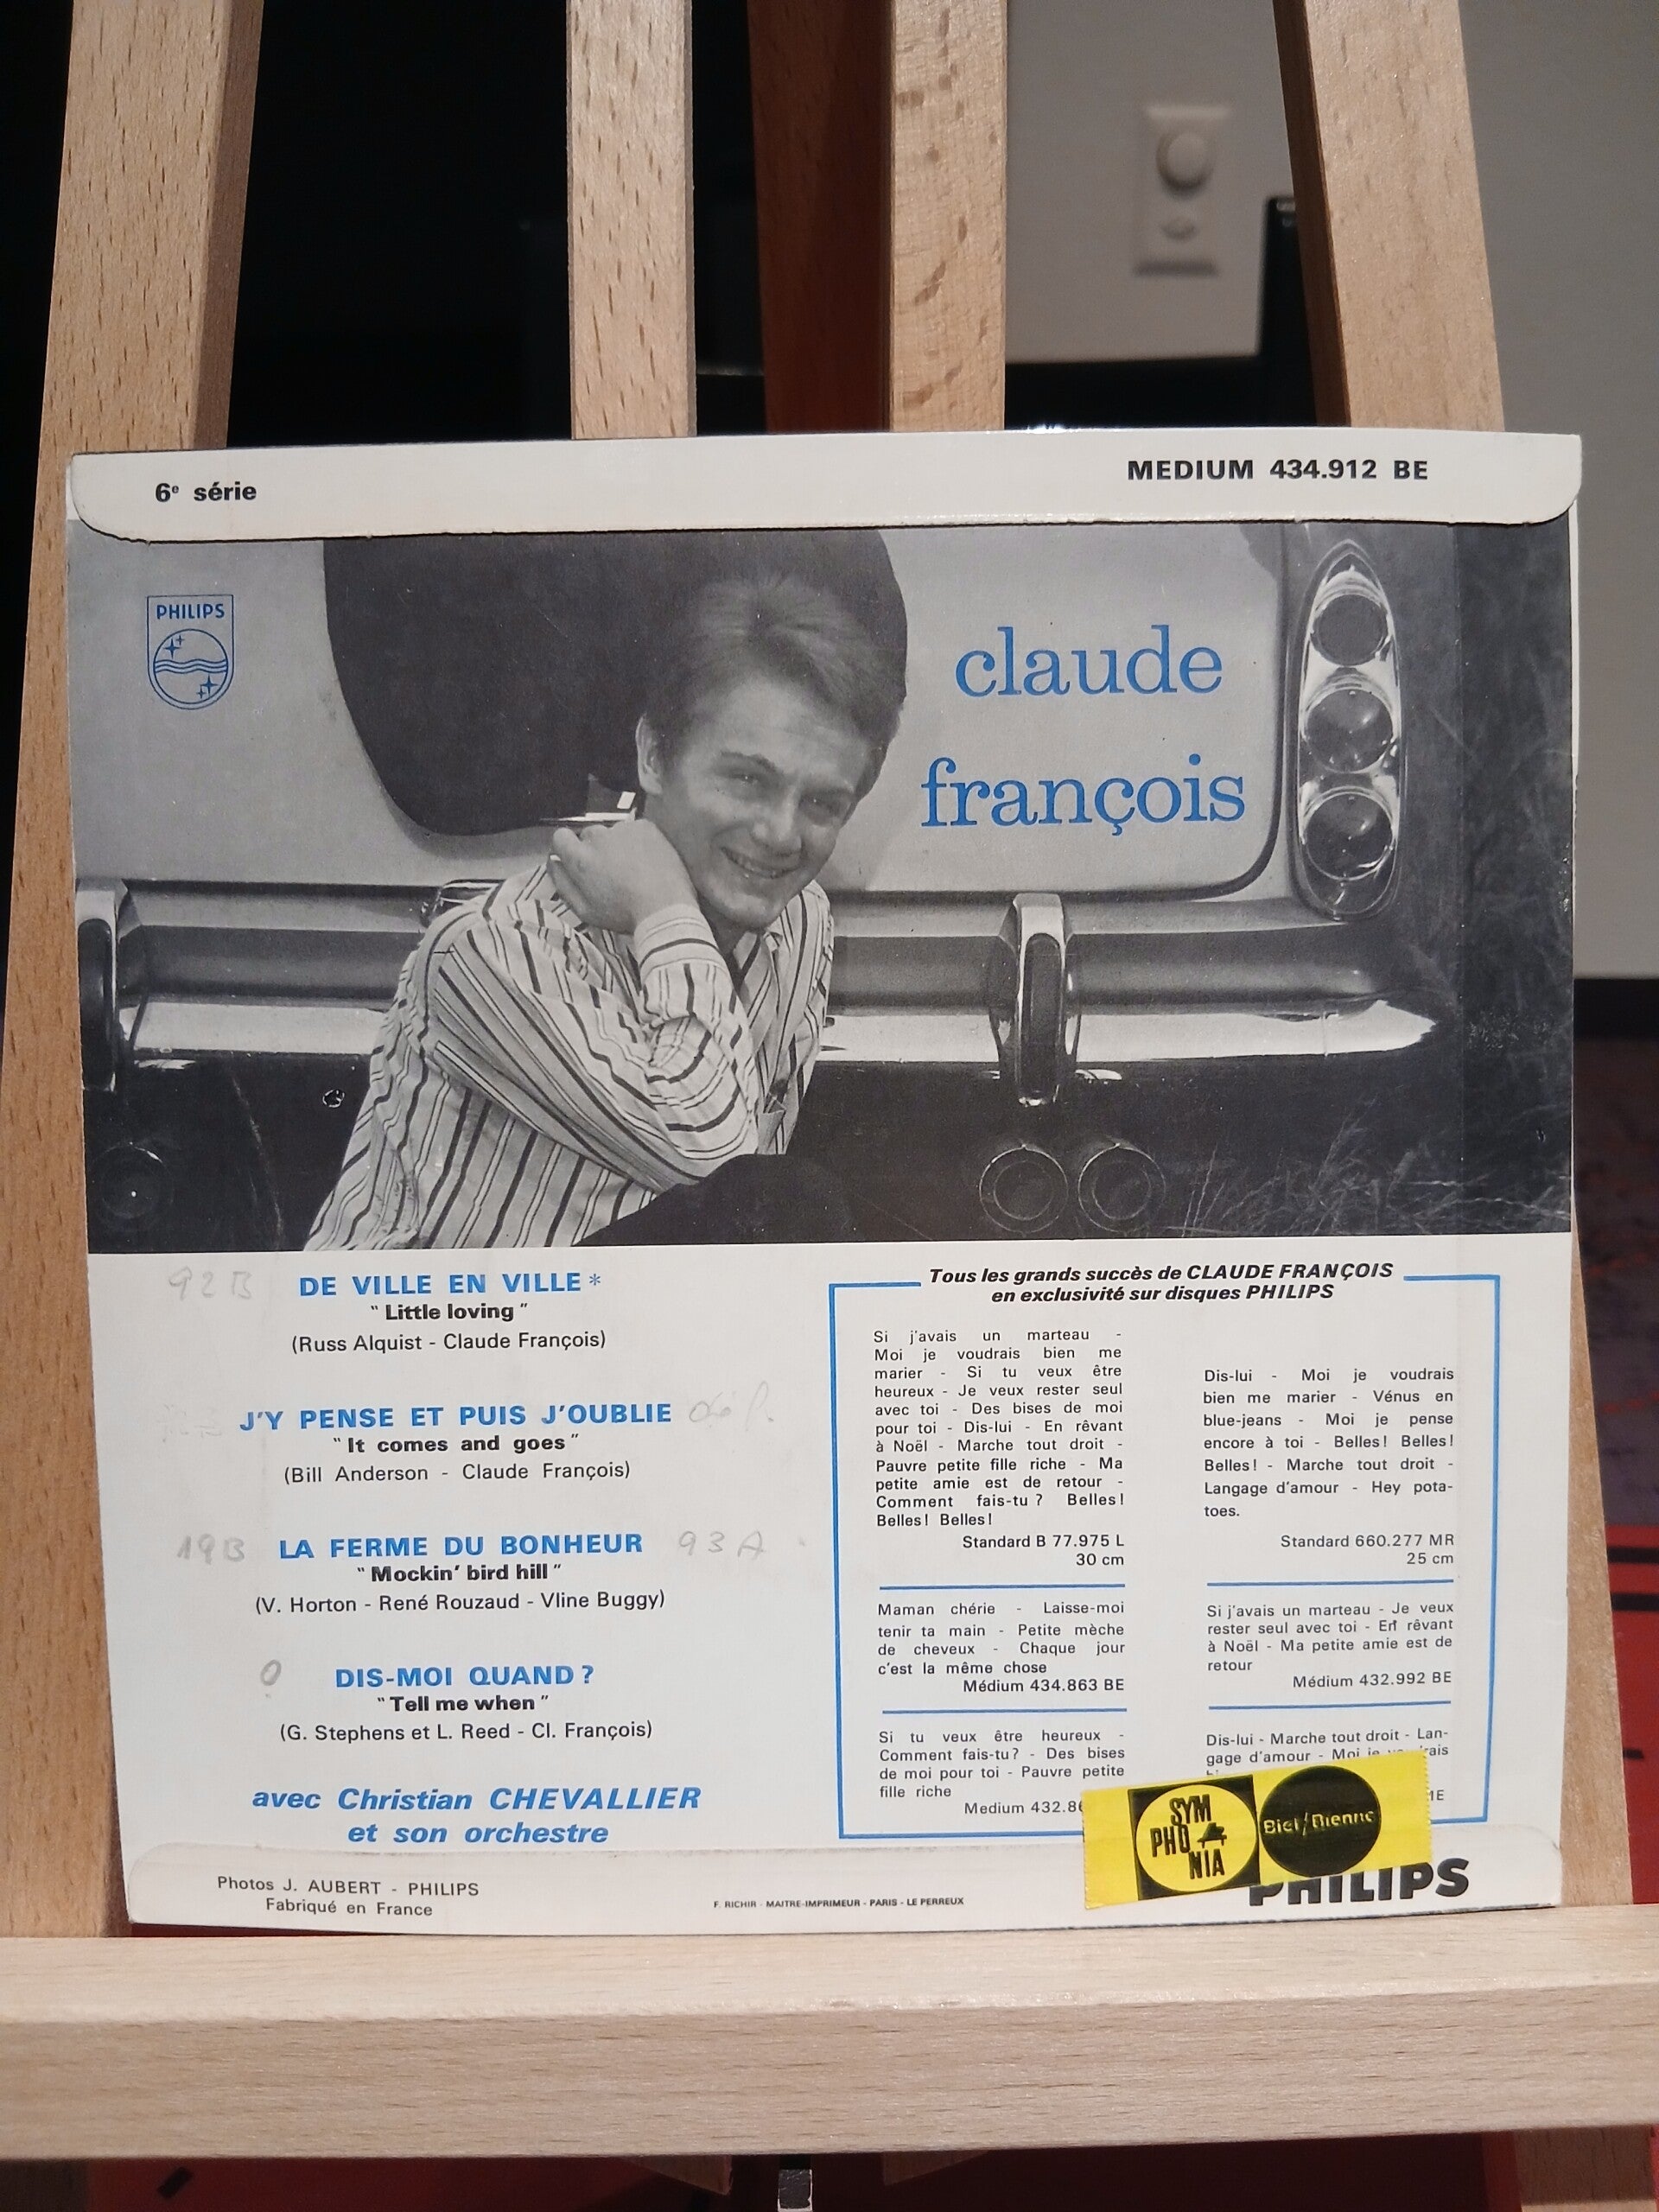 6e série
MEDIUM 434.912 BE
PHILIPS
claude
françois
92B
DE VILLE EN VILLE*
"Little loving"
(Russ Alquist - Claude François)
J'Y PENSE ET PUIS J'OUBLIE
"It comes and goes"
(Bill Anderson - Claude François)
19B LA FERME DU BONHEUR 93A
"Mockin' bird hill"
(V. Horton - René Rouzaud - Vline Buggy)
DIS-MOI QUAND ?
"Tell me when"
(G. Stephens et L. Reed - Cl. François)
avec Christian CHEVALLIER
et son orchestre
Tous les grands succès de CLAUDE FRANÇOIS
en exclusivité sur disques PHILIPS
Si j'avais un marteau -
Moi je voudrais bien me
marier - Si tu veux être
heureux - Je veux rester seul
avec toi - Des bises de moi
pour toi - Dis-lui - En rêvant
à Noël - Marche tout droit -
Pauvre petite fille riche - Ma
petite amie est de retour -
Comment fais-tu ? Belles !
Belles ! Belles !
Standard B 77.975 L
30 cm
Maman chérie - Laisse-moi
tenir ta main - Petite mèche
de cheveux - Chaque jour
c'est la même chose
Médium 434.863 BE
Si tu veux être heureux -
Comment fais-tu ? - Des bises
de moi pour toi - Pauvre petite
fille riche
Medium
Dis-lui - Moi je voudrais
bien me marier - Vénus en
blue-jeans - Moi je pense
encore à toi - Belles ! Belles !
Belles ! - Marche tout droit -
Langage d'amour - Hey pota-
toes.
Standard 660.277 MR
25 cm
Si j'avais un marteau - Je veux
rester seul avec toi - En rêvant
à Noël - Ma petite amie est de
retour
Médium 432.992 BE
Dis-lui - Marche tout droit - Lan-
gage d'amour - Moi
SYM
PHO
NIA
Biel/Bienne
PHILIPS
Photos J. AUBERT - PHILIPS
Fabriqué en France
F. RICHIR - MAITRE-IMPRIMEUR - PARIS - LE PERREUX